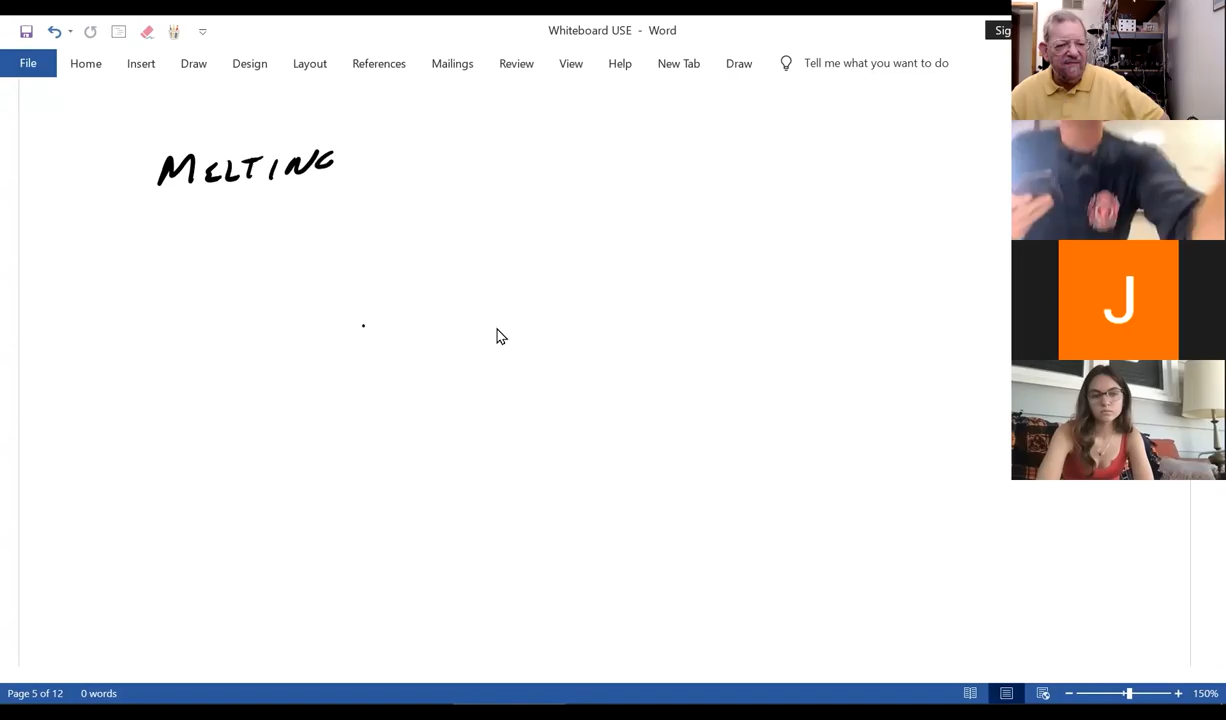 Whiteboard USE - Word
Sig
File Home Insert Draw Design Layout References Mailings Review View Help New Tab Draw Tell me what you want to do
MELTING
J
Page 5 of 12 0 words
150%